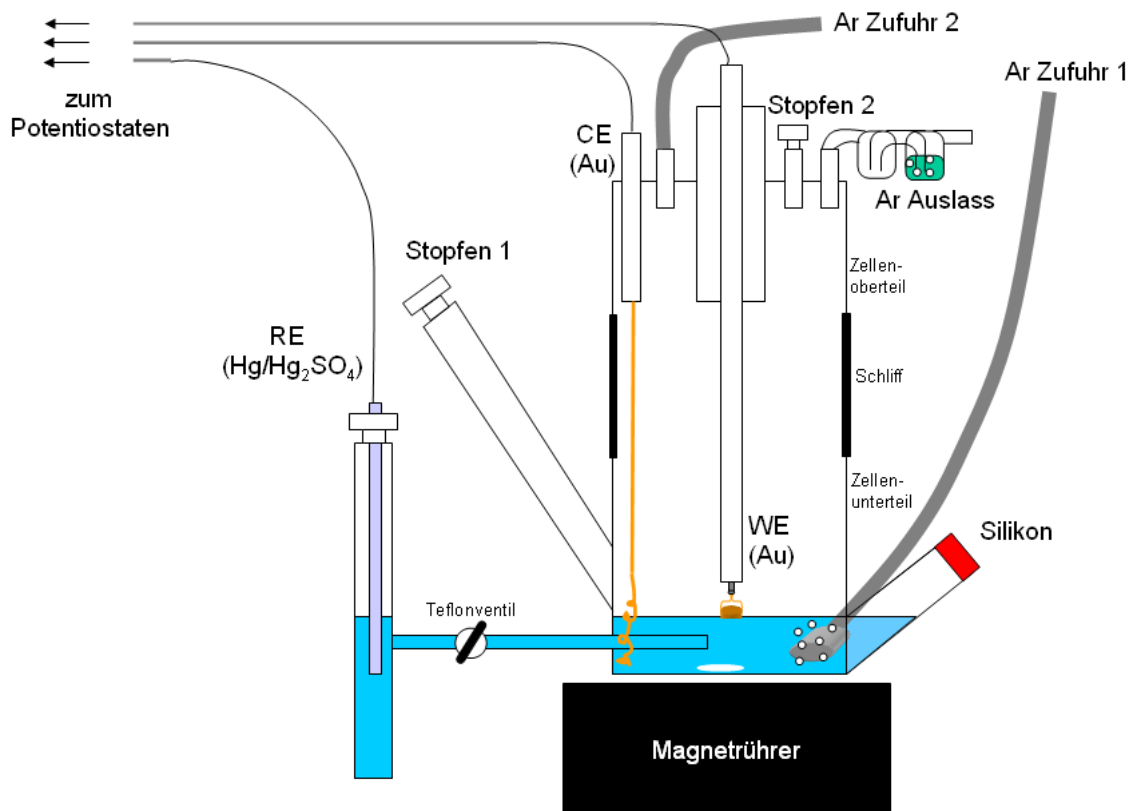 Ar Zufuhr 2
Ar Zufuhr 1
zum
Potentiostaten
CE
(Au)
Stopfen 2
Ar Auslass
Stopfen 1
Zellen-
oberteil
RE
(Hg/Hg₂SO₄)
Schliff
Zellen-
unterteil
WE
(Au)
Silikon
Teflonventil
Magnetrührer